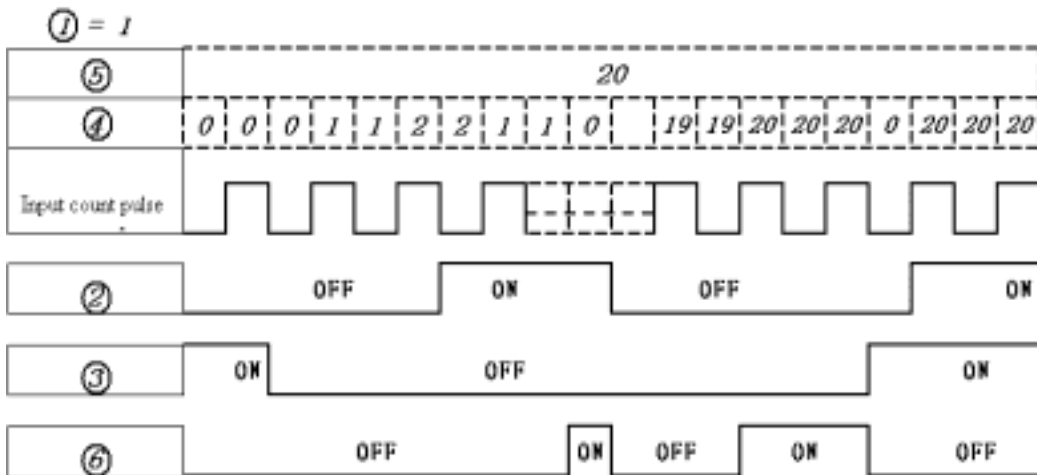 ① = 1
⑤ 20
④ 0 0 0 1 1 2 2 1 1 0 19 19 20 20 20 0 20 20 20
Input count pulse
② OFF ON OFF ON
③ ON OFF ON
⑥ OFF ON OFF ON OFF